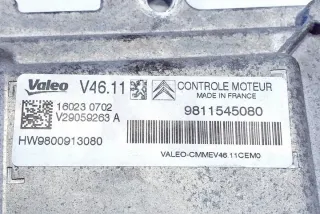 Valeo V46.11 CONTROLE MOTEUR
MADE IN FRANCE
16023 0702
V29059263 A
9811545080
HW9800913080
VALEO-CMMEV46.11CEM0